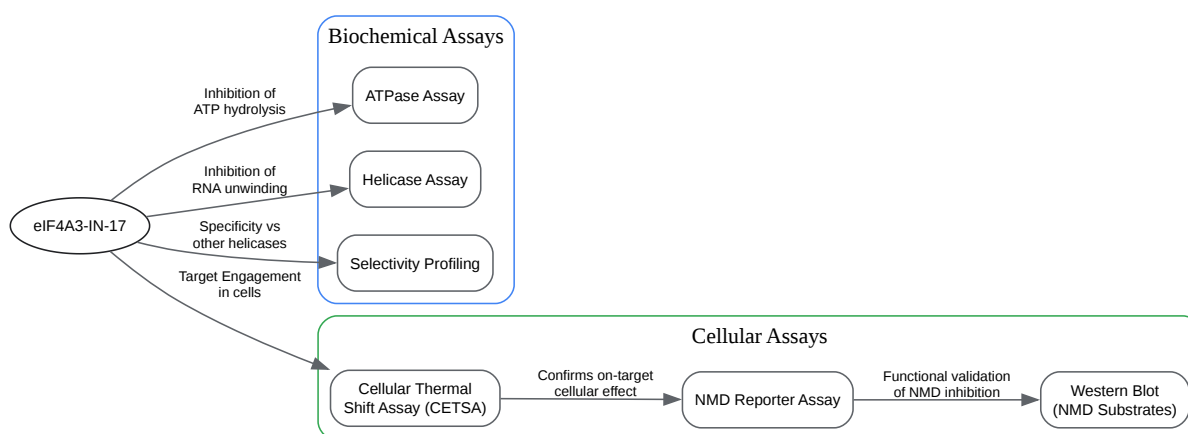 Biochemical Assays
Inhibition of
ATP hydrolysis
ATPase Assay
Inhibition of
RNA unwinding
Helicase Assay
eIF4A3-IN-17
Specificity vs
other helicases
Selectivity Profiling
Target Engagement
in cells
Cellular Assays
Cellular Thermal
Shift Assay (CETSA)
Confirms on-target
cellular effect
NMD Reporter Assay
Functional validation
of NMD inhibition
Western Blot
(NMD Substrates)